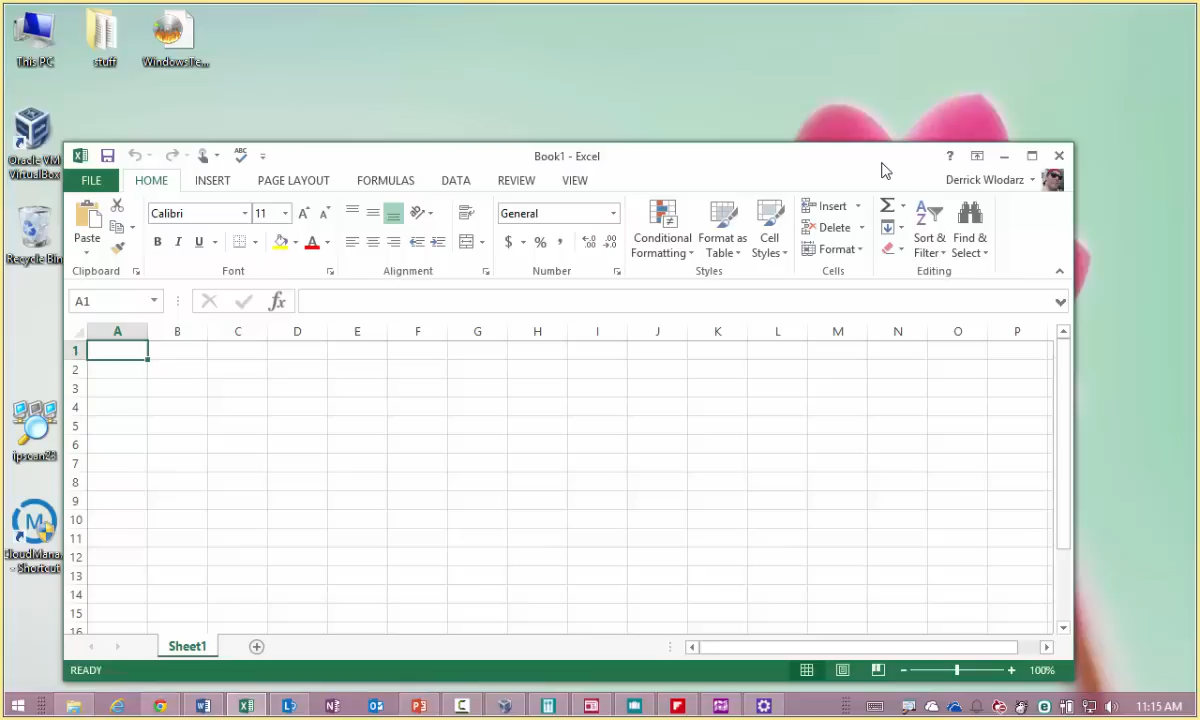 This PC
stuff
WindowsTe...
Oracle VM
VirtualBox
Recycle Bin
ipscan23
CloudMana...
- Shortcut
ABC
Book1 - Excel
?
FILE
HOME
INSERT
PAGE LAYOUT
FORMULAS
DATA
REVIEW
VIEW
Derrick Wlodarz
Paste
Calibri
11
B I U
General
$ % ,
Conditional
Formatting
Format as
Table
Cell
Styles
Insert
Delete
Format
Sort &
Filter
Find &
Select
Clipboard
Font
Alignment
Number
Styles
Cells
Editing
A1
fx
A B C D E F G H I J K L M N O P
1
2
3
4
5
6
7
8
9
10
11
12
13
14
15
16
Sheet1
READY
100%
11:15 AM